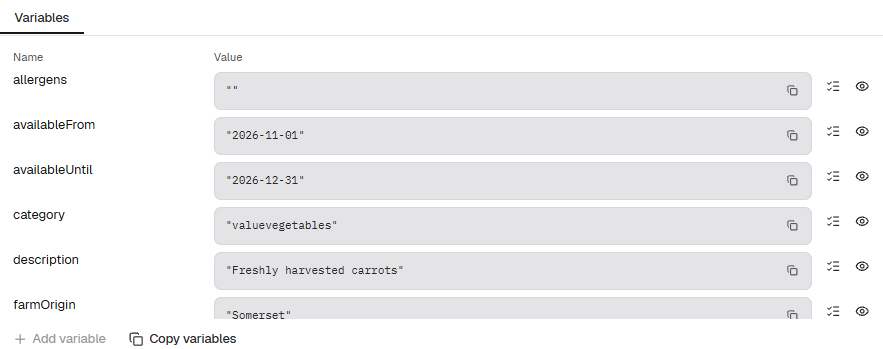 Variables
Name Value
allergens ""
availableFrom "2026-11-01"
availableUntil "2026-12-31"
category "valuevegetables"
description "Freshly harvested carrots"
farmOrigin "Somerset"
+ Add variable Copy variables